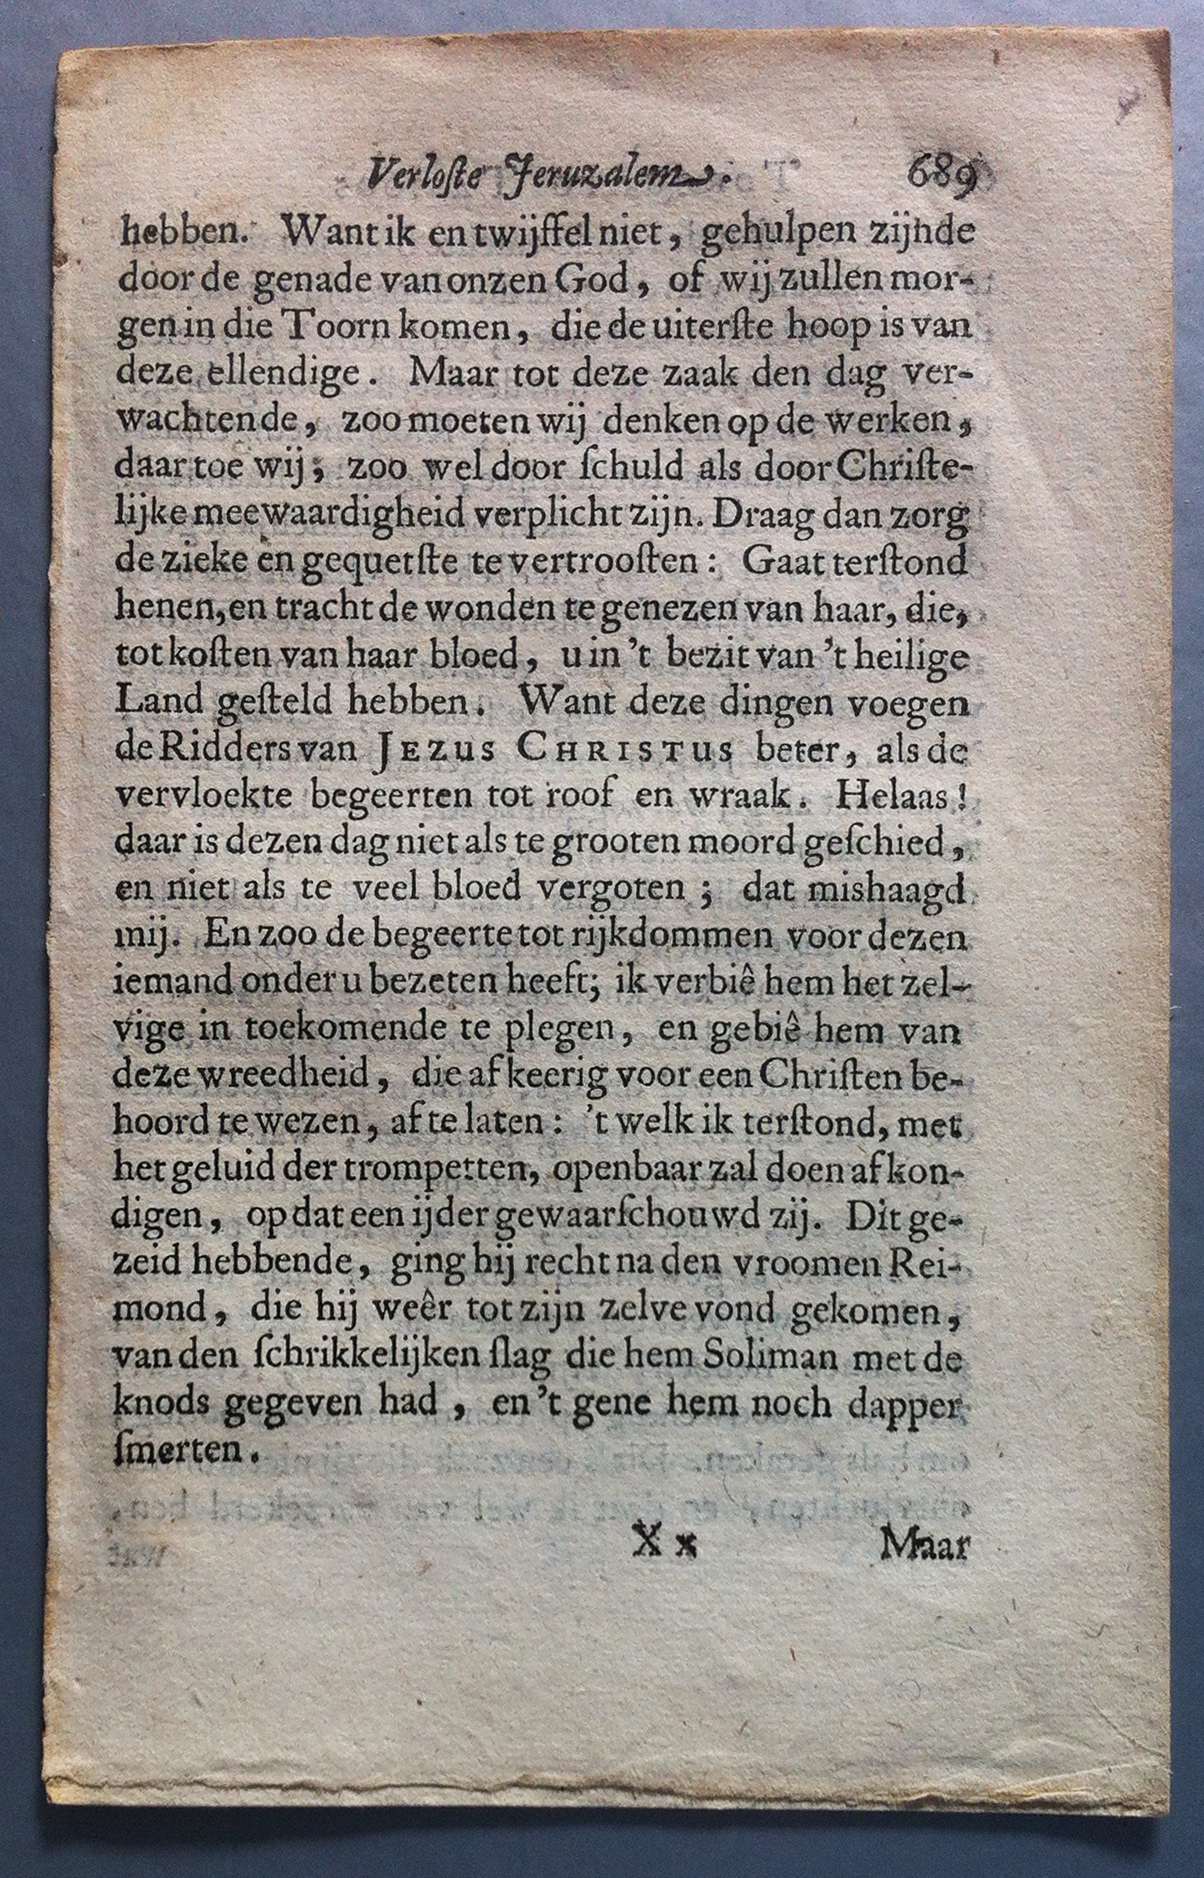 Verloſte Jeruzalem. 689
hebben. Want ik en twijffel niet, gehulpen zijnde
door de genade van onzen God, of wij zullen mor-
gen in die Toorn komen, die de uiterſte hoop is van
deze ellendige. Maar tot deze zaak den dag ver-
wachtende, zoo moeten wij denken op de werken,
daar toe wij, zoo wel door ſchuld als door Chriſte-
lijke meewaardigheid verplicht zijn. Draag dan zorg
de zieke en gequetſte te vertrooſten: Gaat terſtond
henen, en tracht de wonden te genezen van haar, die,
tot koſten van haar bloed, u in 't bezit van 't heilige
Land geſteld hebben. Want deze dingen voegen
de Ridders van JEZUS CHRISTUS beter, als de
vervloekte begeerten tot roof en wraak. Helaas!
daar is dezen dag niet als te grooten moord geſchied,
en niet als te veel bloed vergoten; dat mishaagd
mij. En zoo de begeerte tot rijkdommen voor dezen
iemand onder u bezeten heeft; ik verbiê hem het zel-
vige in toekomende te plegen, en gebiê hem van
deze wreedheid, die afkeerig voor een Chriſten be-
hoord te wezen, af te laten: 't welk ik terſtond, met
het geluid der trompetten, openbaar zal doen afkon-
digen, op dat een ijder gewaarſchouwd zij. Dit ge-
zeid hebbende, ging hij recht na den vroomen Rei-
mond, die hij weêr tot zijn zelve vond gekomen,
van den ſchrikkelijken ſlag die hem Soliman met de
knods gegeven had, en 't gene hem noch dapper
ſmerten.
X x Maar